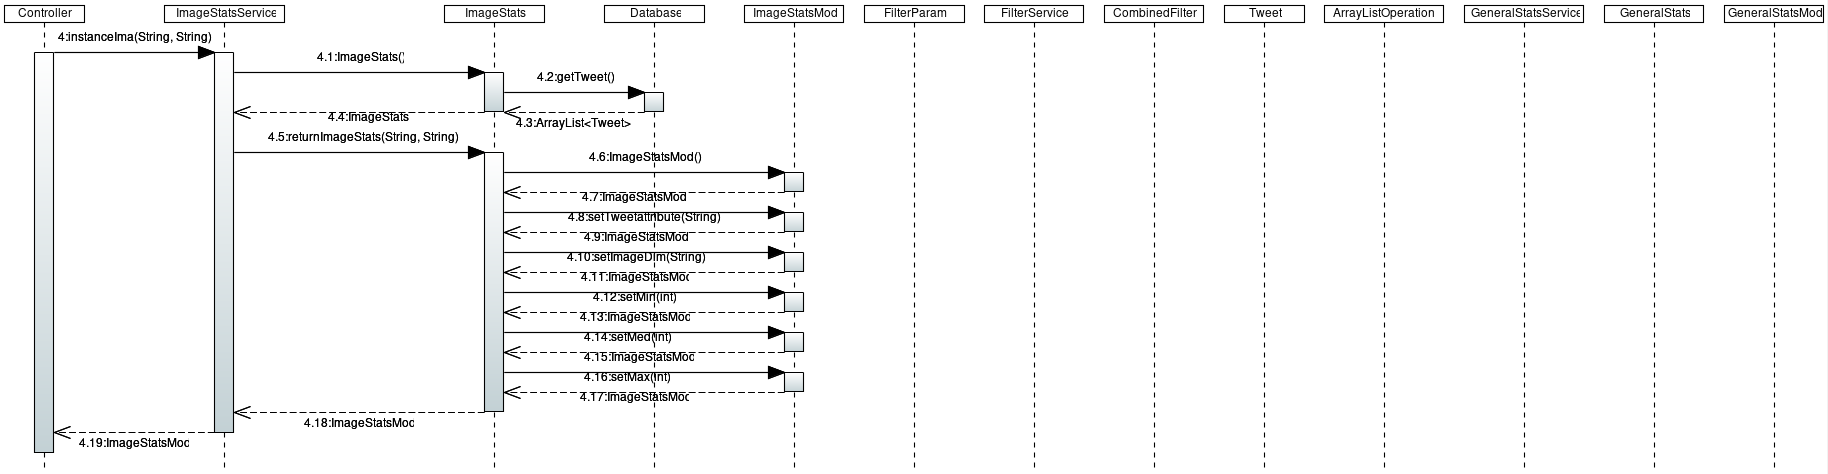 Controller
ImageStatsService
ImageStats
Database
ImageStatsMod
FilterParam
FilterService
CombinedFilter
Tweet
ArrayListOperation
GeneralStatsService
GeneralStats
GeneralStatsMod
4:instanceIma(String, String)
4.1:ImageStats()
4.2:getTweet()
4.3:ArrayList<Tweet>
4.4:ImageStats
4.5:returnImageStats(String, String)
4.6:ImageStatsMod()
4.7:ImageStatsMod
4.8:setTweetattribute(String)
4.9:ImageStatsMod
4.10:setImageDim(String)
4.11:ImageStatsMod
4.12:setMin(int)
4.13:ImageStatsMod
4.14:setMed(int)
4.15:ImageStatsMod
4.16:setMax(int)
4.17:ImageStatsMod
4.18:ImageStatsMod
4.19:ImageStatsMod